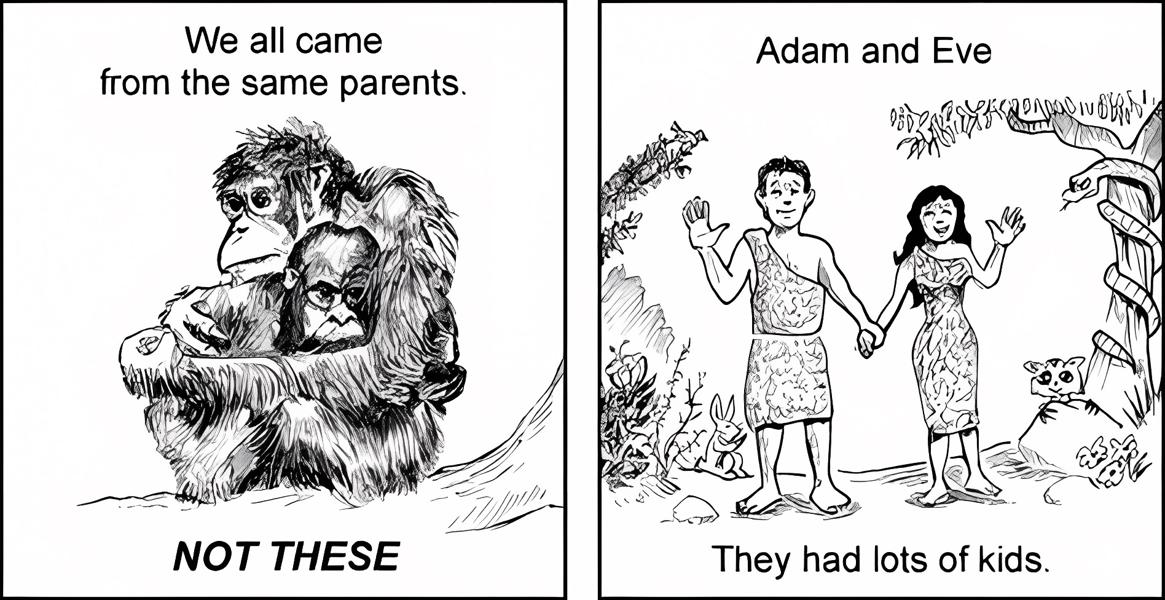 We all came
from the same parents.
NOT THESE
Adam and Eve
They had lots of kids.